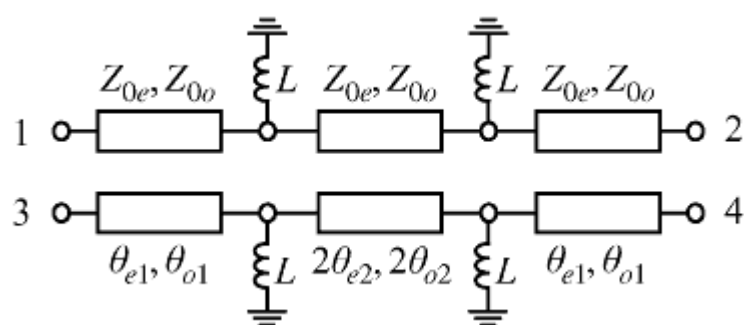 Z₀ₑ, Z₀ₒ L Z₀ₑ, Z₀ₒ L Z₀ₑ, Z₀ₒ
1 2
3 4
θₑ₁, θₒ₁ L 2θₑ₂, 2θₒ₂ L θₑ₁, θₒ₁